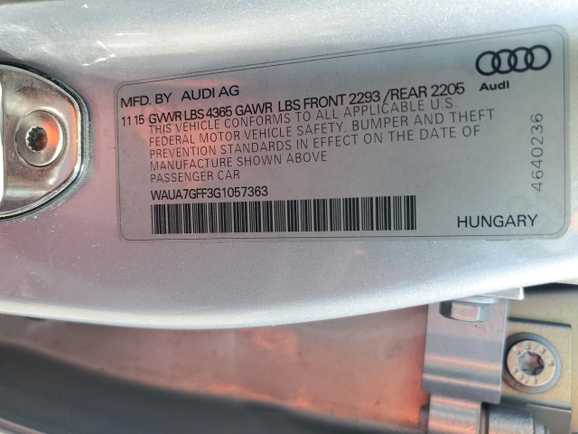 MFD. BY AUDI AG
Audi
11 15 GVWR LBS 4365 GAWR LBS FRONT 2293 /REAR 2205
THIS VEHICLE CONFORMS TO ALL APPLICABLE U.S.
FEDERAL MOTOR VEHICLE SAFETY, BUMPER AND THEFT
PREVENTION STANDARDS IN EFFECT ON THE DATE OF
MANUFACTURE SHOWN ABOVE
PASSENGER CAR
WAUA7GFF3G1057363
4640236
HUNGARY